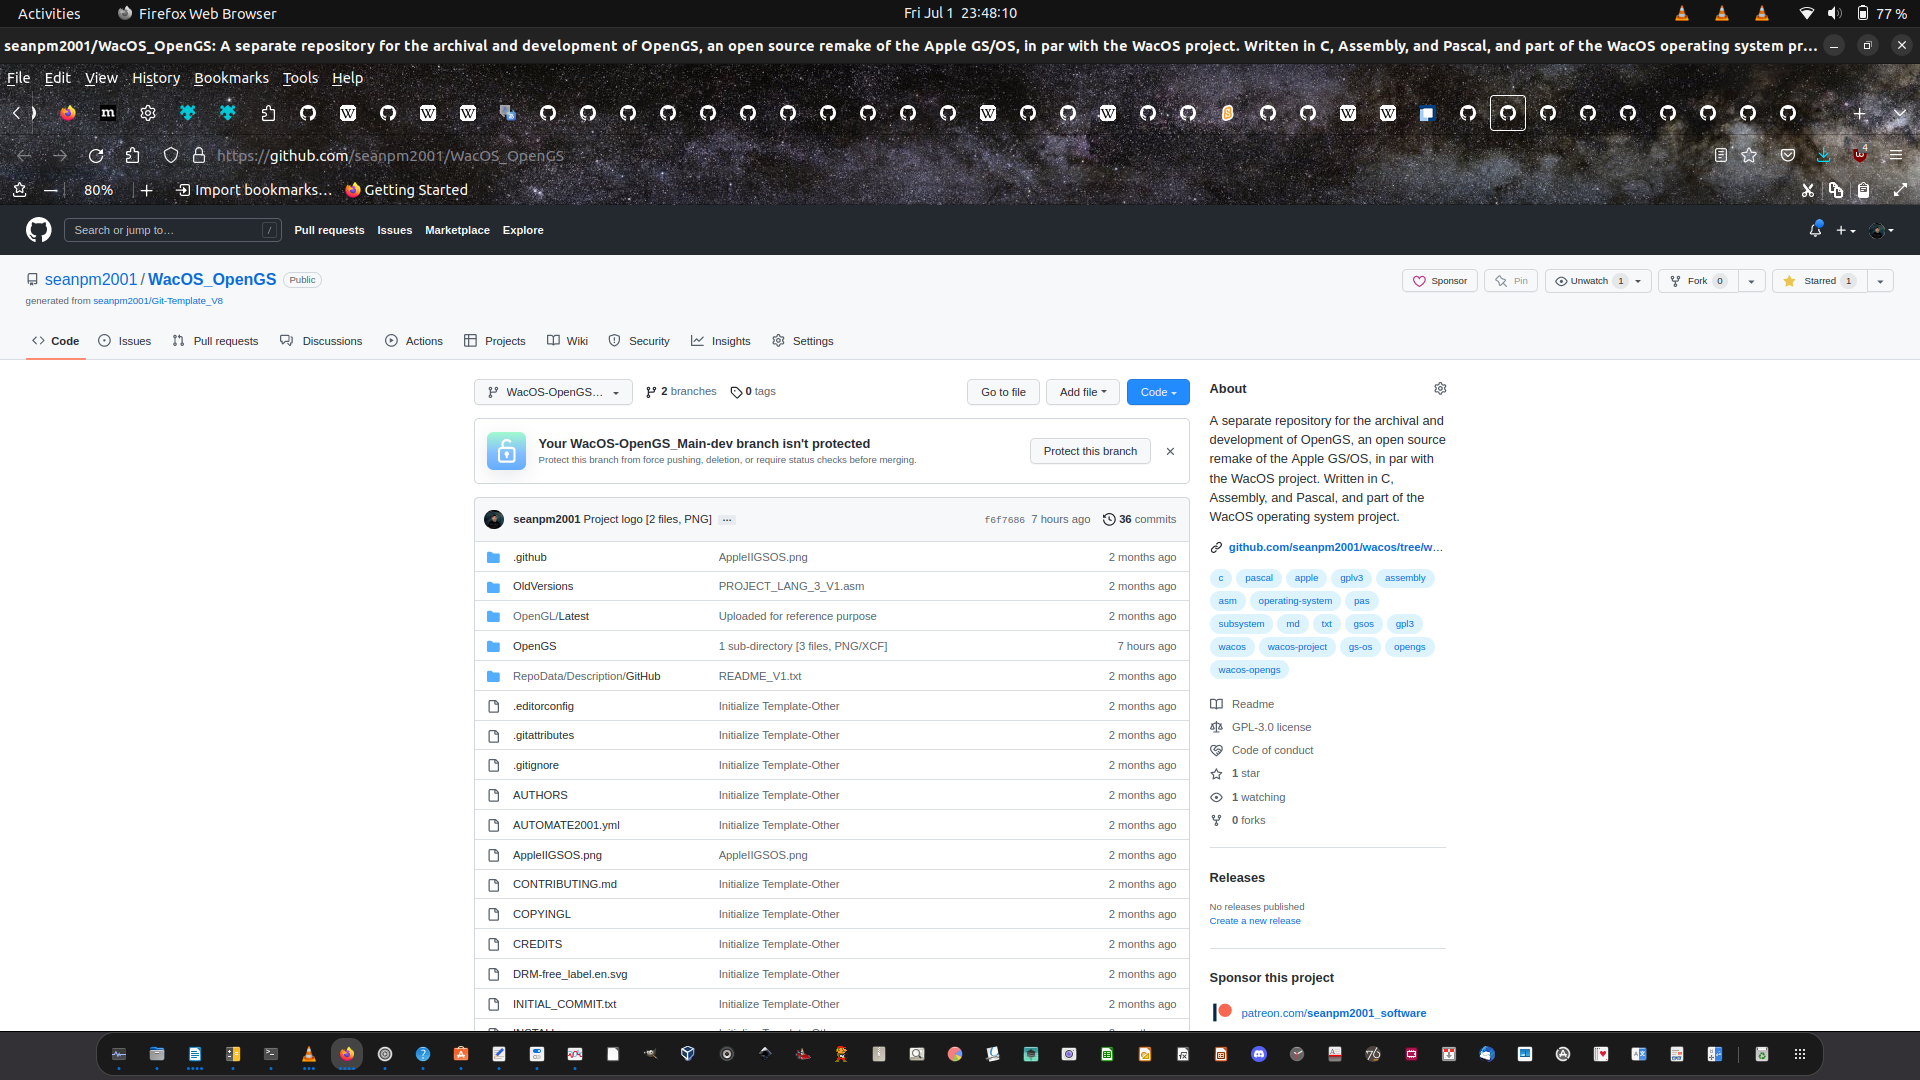 Activities
Firefox Web Browser
Fri Jul 1 23:48:10
77 %
seanpm2001/WacOS_OpenGS: A separate repository for the archival and development of OpenGS, an open source remake of the Apple GS/OS, in par with the WacOS project. Written in C, Assembly, and Pascal, and part of the WacOS operating system pr…
File Edit View History Bookmarks Tools Help
https://github.com/seanpm2001/WacOS_OpenGS
4
80%
Import bookmarks…
Getting Started
Search or jump to…
/
Pull requests Issues Marketplace Explore
seanpm2001 / WacOS_OpenGS Public
Sponsor
Pin
Unwatch 1
Fork 0
Starred 1
generated from seanpm2001/Git-Template_V8
Code Issues Pull requests Discussions Actions Projects Wiki Security Insights Settings
WacOS-OpenGS…
2 branches
0 tags
Go to file
Add file
Code
Your WacOS-OpenGS_Main-dev branch isn't protected
Protect this branch from force pushing, deletion, or require status checks before merging.
Protect this branch
seanpm2001 Project logo [2 files, PNG] …
f6f7686 7 hours ago
36 commits
.github AppleIIGSOS.png 2 months ago
OldVersions PROJECT_LANG_3_V1.asm 2 months ago
OpenGL/Latest Uploaded for reference purpose 2 months ago
OpenGS 1 sub-directory [3 files, PNG/XCF] 7 hours ago
RepoData/Description/GitHub README_V1.txt 2 months ago
.editorconfig Initialize Template-Other 2 months ago
.gitattributes Initialize Template-Other 2 months ago
.gitignore Initialize Template-Other 2 months ago
AUTHORS Initialize Template-Other 2 months ago
AUTOMATE2001.yml Initialize Template-Other 2 months ago
AppleIIGSOS.png AppleIIGSOS.png 2 months ago
CONTRIBUTING.md Initialize Template-Other 2 months ago
COPYINGL Initialize Template-Other 2 months ago
CREDITS Initialize Template-Other 2 months ago
DRM-free_label.en.svg Initialize Template-Other 2 months ago
INITIAL_COMMIT.txt Initialize Template-Other 2 months ago
About
A separate repository for the archival and
development of OpenGS, an open source
remake of the Apple GS/OS, in par with
the WacOS project. Written in C,
Assembly, and Pascal, and part of the
WacOS operating system project.
github.com/seanpm2001/wacos/tree/w…
c pascal apple gplv3 assembly
asm operating-system pas
subsystem md txt gsos gpl3
wacos wacos-project gs-os opengs
wacos-opengs
Readme
GPL-3.0 license
Code of conduct
1 star
1 watching
0 forks
Releases
No releases published
Create a new release
Sponsor this project
patreon.com/seanpm2001_software